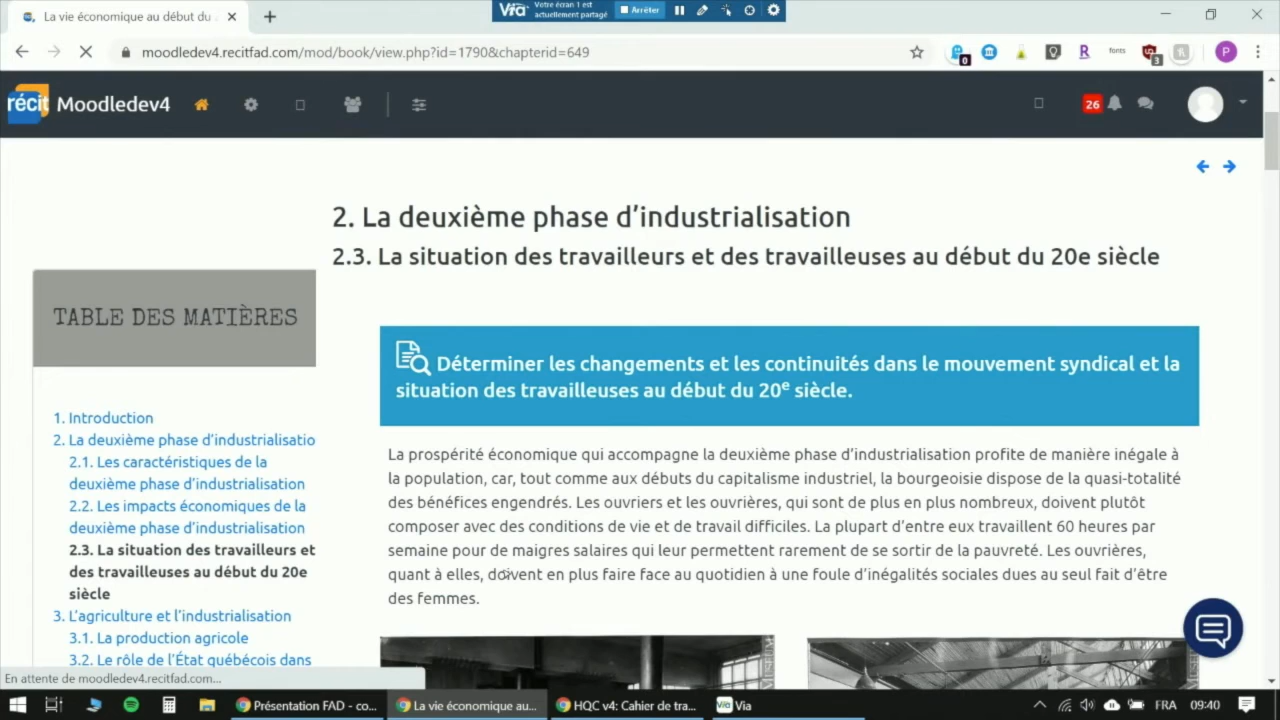 La vie économique au début du
Via
Votre écran 1 est
actuellement partagé
Arrêter
moodledev4.recitfad.com/mod/book/view.php?id=1790&chapterid=649
0
R
fonts
3
P
récit Moodledev4
26
2. La deuxième phase d’industrialisation
2.3. La situation des travailleurs et des travailleuses au début du 20e siècle
TABLE DES MATIÈRES
1. Introduction
2. La deuxième phase d’industrialisatio
2.1. Les caractéristiques de la
deuxième phase d’industrialisation
2.2. Les impacts économiques de la
deuxième phase d’industrialisation
2.3. La situation des travailleurs et
des travailleuses au début du 20e
siècle
3. L’agriculture et l’industrialisation
3.1. La production agricole
3.2. Le rôle de l’État québécois dans
Déterminer les changements et les continuités dans le mouvement syndical et la
situation des travailleuses au début du 20e siècle.
La prospérité économique qui accompagne la deuxième phase d’industrialisation profite de manière inégale à
la population, car, tout comme aux débuts du capitalisme industriel, la bourgeoisie dispose de la quasi-totalité
des bénéfices engendrés. Les ouvriers et les ouvrières, qui sont de plus en plus nombreux, doivent plutôt
composer avec des conditions de vie et de travail difficiles. La plupart d’entre eux travaillent 60 heures par
semaine pour de maigres salaires qui leur permettent rarement de se sortir de la pauvreté. Les ouvrières,
quant à elles, doivent en plus faire face au quotidien à une foule d’inégalités sociales dues au seul fait d’être
des femmes.
En attente de moodledev4.recitfad.com...
Présentation FAD - co...
La vie économique au...
HQC v4: Cahier de tra...
Via
FRA
09:40